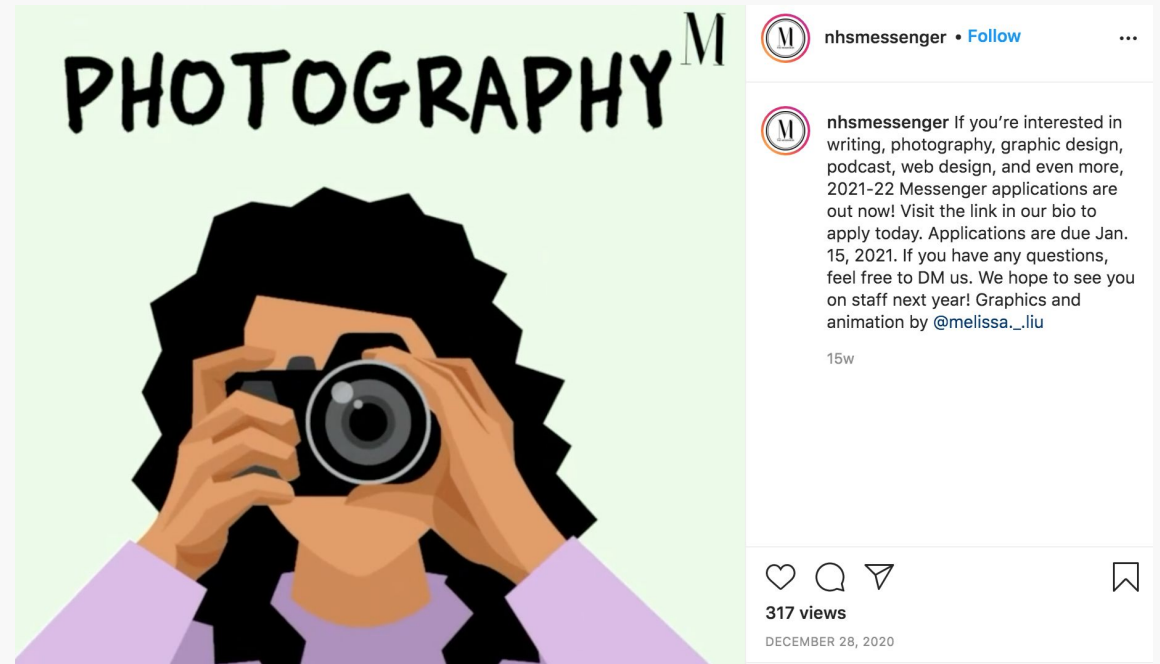 PHOTOGRAPHY
M
M
nhsmessenger • Follow
M
nhsmessenger If you're interested in
writing, photography, graphic design,
podcast, web design, and even more,
2021-22 Messenger applications are
out now! Visit the link in our bio to
apply today. Applications are due Jan.
15, 2021. If you have any questions,
feel free to DM us. We hope to see you
on staff next year! Graphics and
animation by @melissa._.liu
15w
317 views
DECEMBER 28, 2020